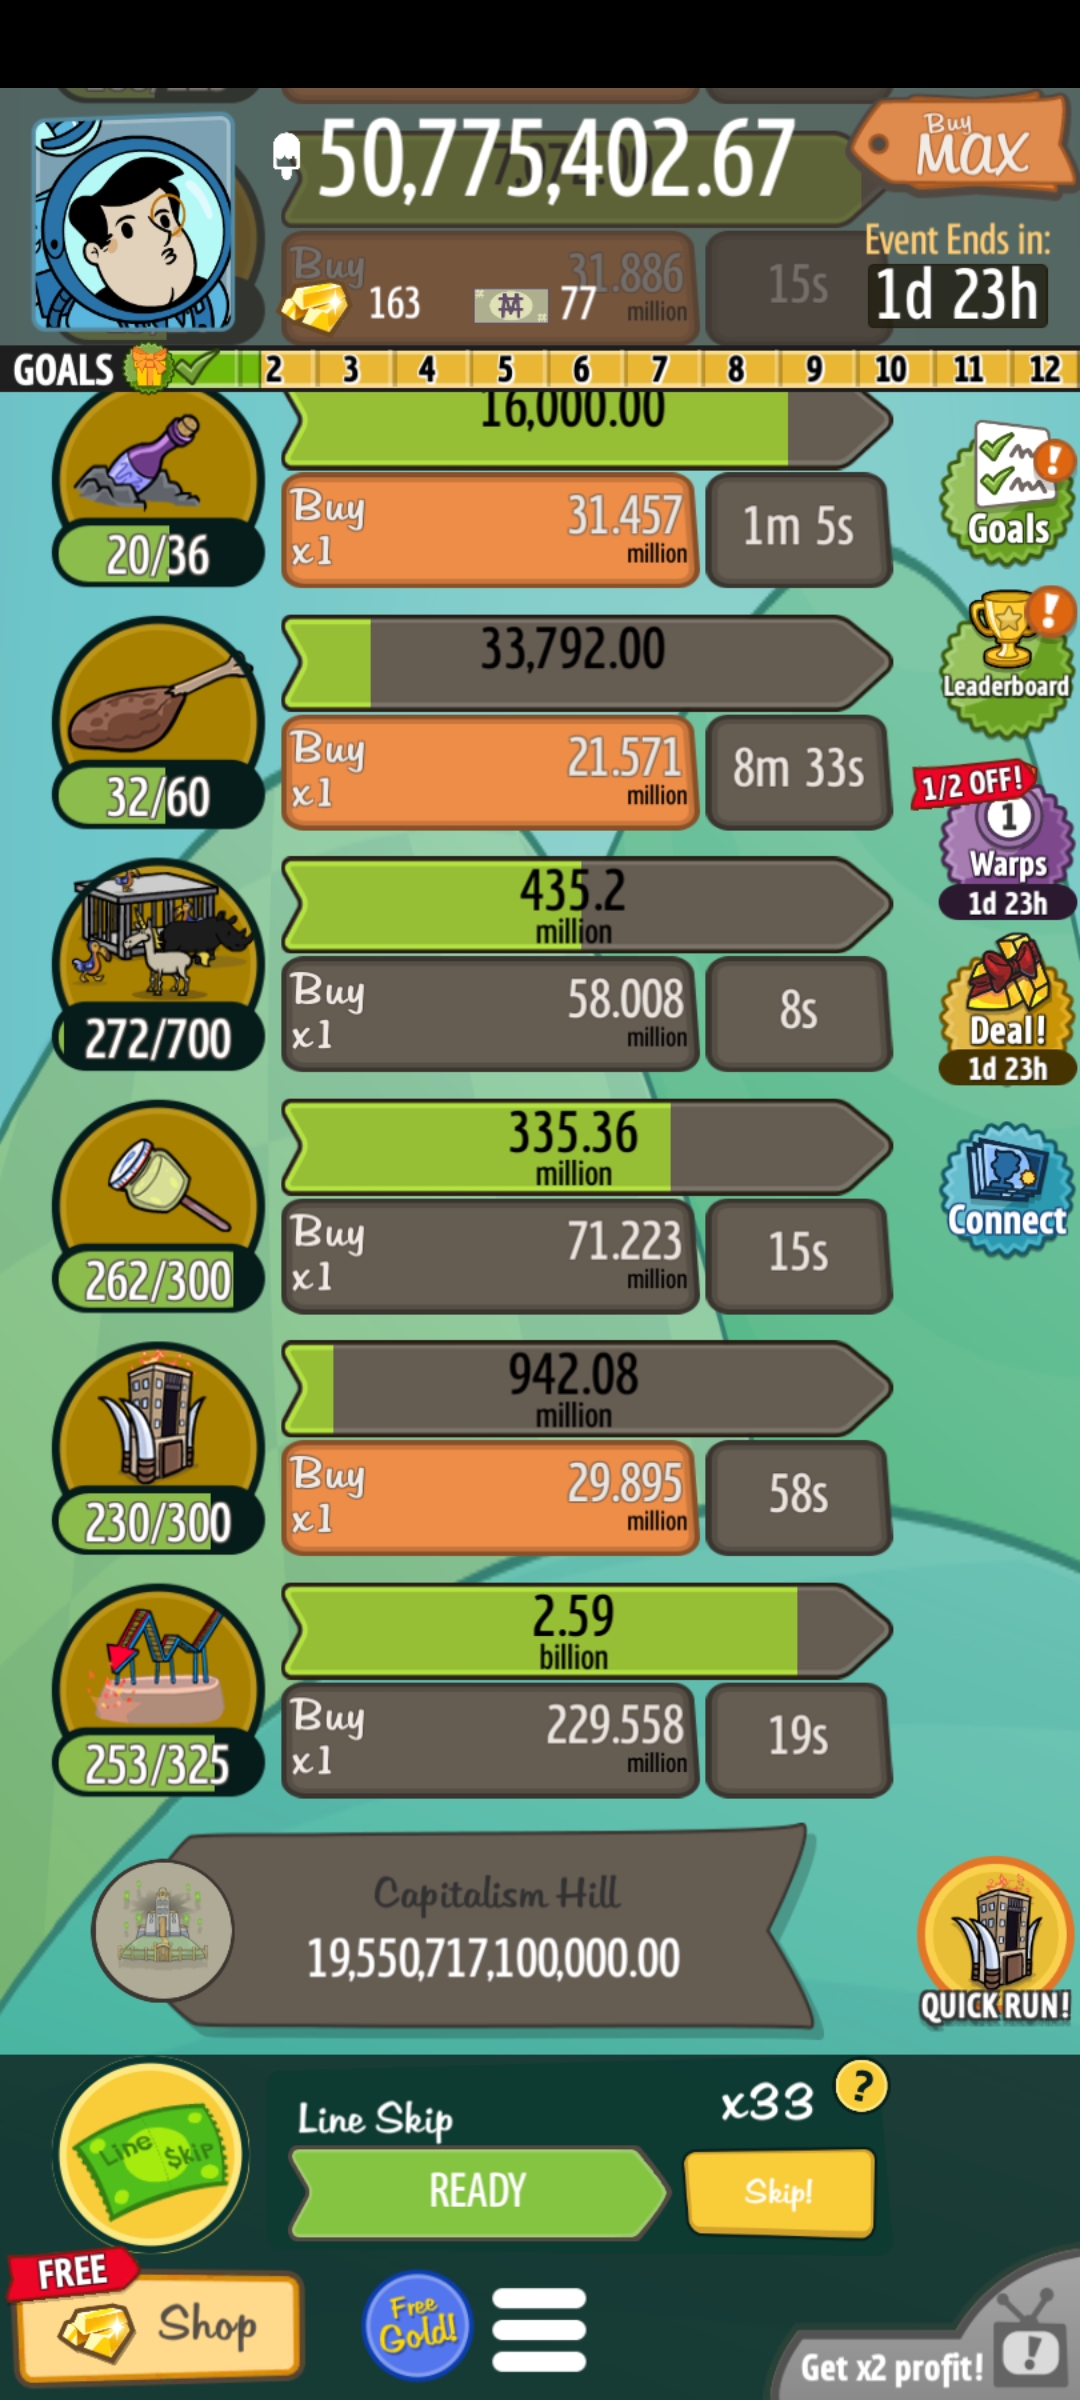 50,775,402.67
Buy
MAX
Buy
31.886
million
15s
163
77
Event Ends in:
1d 23h
GOALS
2 3 4 5 6 7 8 9 10 11 12
16,000.00
20/36
Buy
x1
31.457
million
1m 5s
Goals
33,792.00
32/60
Buy
x1
21.571
million
8m 33s
Leaderboard
1/2 OFF!
1
Warps
1d 23h
435.2
million
272/700
Buy
x1
58.008
million
8s
Deal!
1d 23h
335.36
million
262/300
Buy
x1
71.223
million
15s
Connect
942.08
million
230/300
Buy
x1
29.895
million
58s
2.59
billion
253/325
Buy
x1
229.558
million
19s
Capitalism Hill
19,550,717,100,000.00
QUICK RUN!
Line $kip
Line Skip
x33
?
READY
Skip!
FREE
Shop
Free
Gold!
Get x2 profit!